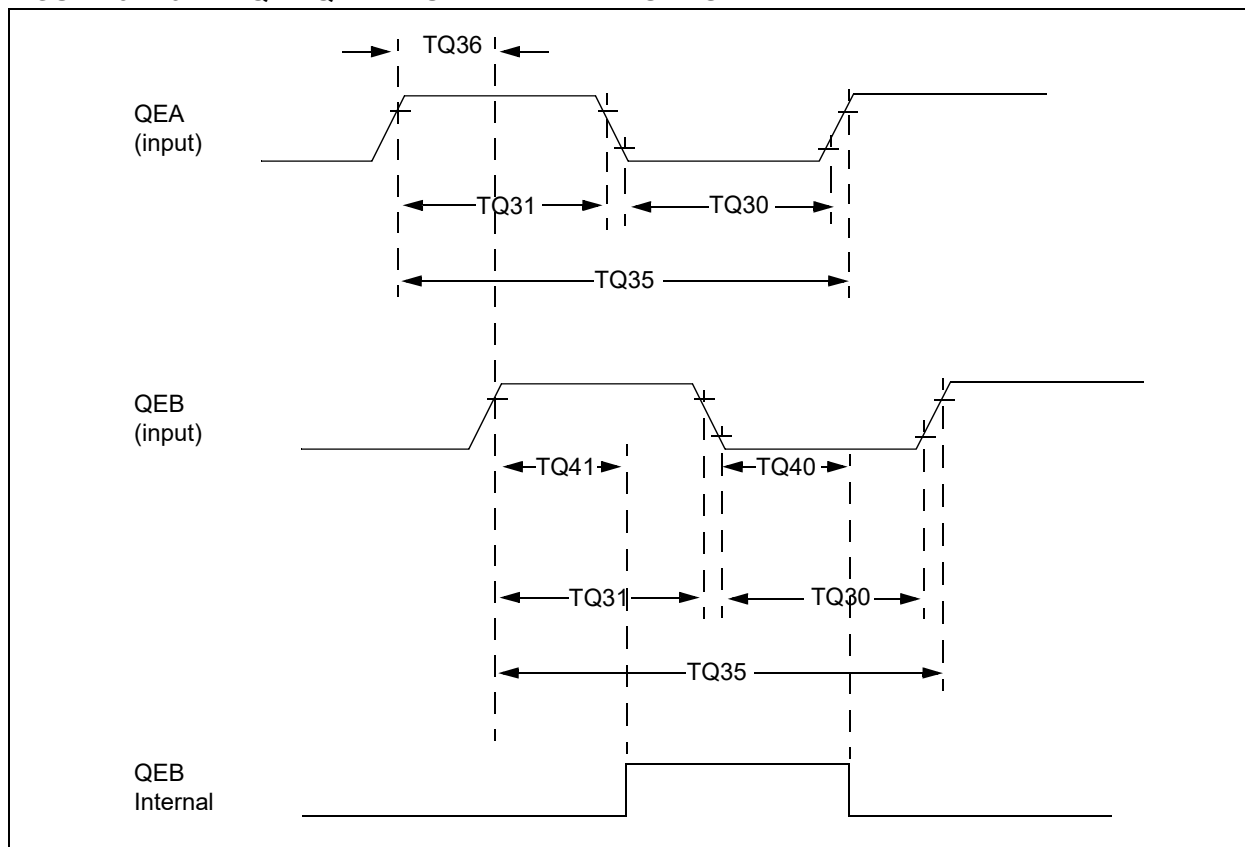 TQ36
QEA
(input)
TQ31
TQ30
TQ35
QEB
(input)
TQ41
TQ40
TQ31
TQ30
TQ35
QEB
Internal